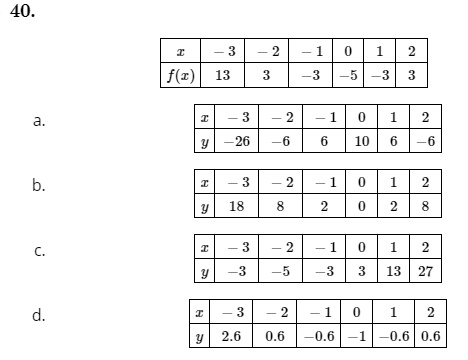 40.
x −3 −2 −1 0 1 2
f(x) 13 3 −3 −5 −3 3
a.
x −3 −2 −1 0 1 2
y −26 −6 6 10 6 −6
b.
x −3 −2 −1 0 1 2
y 18 8 2 0 2 8
c.
x −3 −2 −1 0 1 2
y −3 −5 −3 3 13 27
d.
x −3 −2 −1 0 1 2
y 2.6 0.6 −0.6 −1 −0.6 0.6